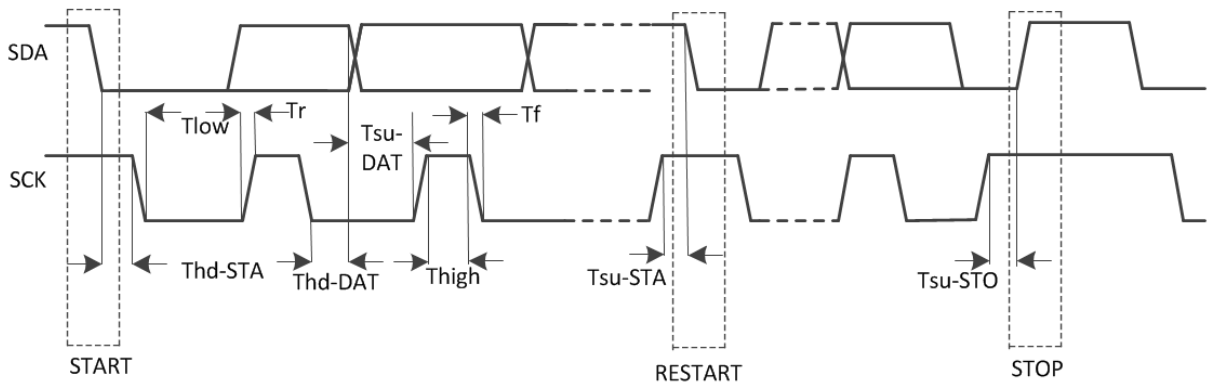 SDA
Tlow
Tr
Tsu-
DAT
Tf
SCK
Thd-STA
Thd-DAT
Thigh
Tsu-STA
Tsu-STO
START
RESTART
STOP